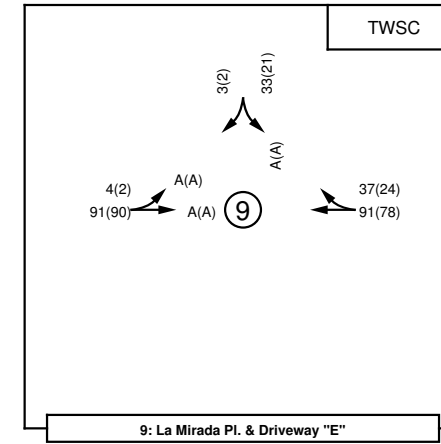 TWSC
3(2)
33(21)
A(A)
4(2)
A(A)
37(24)
91(90)
A(A)
9
91(78)
9: La Mirada Pl. & Driveway "E"